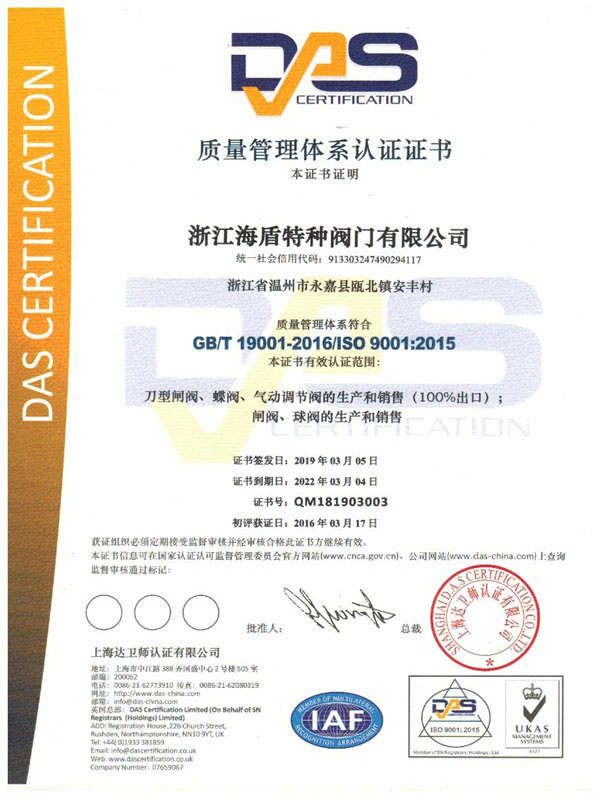 DAS CERTIFICATION
DAS
CERTIFICATION
质量管理体系认证证书
本证书证明
浙江海盾特种阀门有限公司
统一社会信用代码：913303247490294117
浙江省温州市永嘉县瓯北镇安丰村
质量管理体系符合
GB/T 19001-2016/ISO 9001:2015
本证书有效认证范围：
刀型闸阀、蝶阀、气动调节阀的生产和销售（100%出口）；
闸阀、球阀的生产和销售
证书签发日：2019 年 03 月 05 日
证书到期日：2022 年 03 月 04 日
证书号：QM181903003
初评获证日：2016 年 03 月 17 日
获证组织必须定期接受监督审核并经审核合格此证书方继续有效。
本证书信息可在国家认证认可监督管理委员会官方网站(www.cnca.gov.cn)、公司网站(www.das-china.com)上查询
监督审核通过标记：
批准人：
总裁
SHANGHAI D.A.S CERTIFICATION CO.LTD
上海达卫师认证有限公司
上海达卫师认证有限公司
地址：上海市中江路 388 弄国盛中心 2 号楼 505 室
邮编：200062
电话：0086-21-62773910 传真：0086-21-62080319
网址：http://www.das-china.com
邮箱：info@das-china.com
英国总部：DAS Certification Limited (On Behalf of SN
Registrars (Holdings) Limited)
ADD: Registration House,22b Church Street,
Rushden, Northamptonshire, NN10 9YT, UK
Tel: +44(0)1933 381859
Email: info@dascertification.co.uk
Web: www.dascertification.co.uk
Company Number: 07659067
MEMBER OF MULTILATERAL
IAF
RECOGNITION ARRANGEMENT
DAS
CERTIFICATION
ISO 9001: 2015
Member of SN Registrars (Holdings) Ltd
UKAS
MANAGEMENT
SYSTEMS